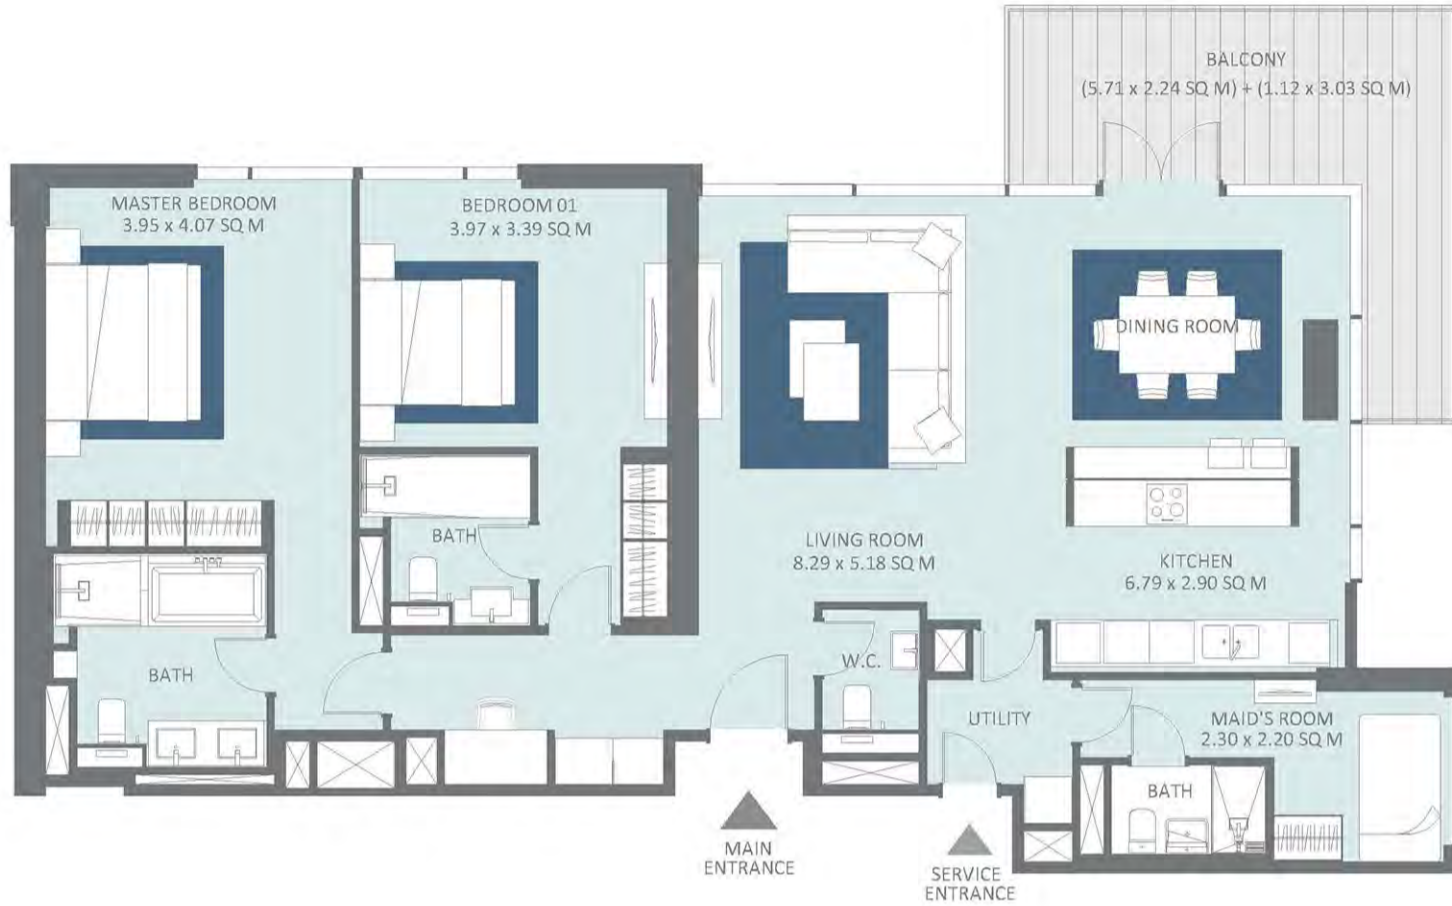 BALCONY
(5.71 x 2.24 SQ M) + (1.12 x 3.03 SQ M)
MASTER BEDROOM
3.95 x 4.07 SQ M
BEDROOM 01
3.97 x 3.39 SQ M
DINING ROOM
BATH
LIVING ROOM
8.29 x 5.18 SQ M
KITCHEN
6.79 x 2.90 SQ M
BATH
W.C.
UTILITY
MAID'S ROOM
2.30 x 2.20 SQ M
BATH
MAIN
ENTRANCE
SERVICE
ENTRANCE